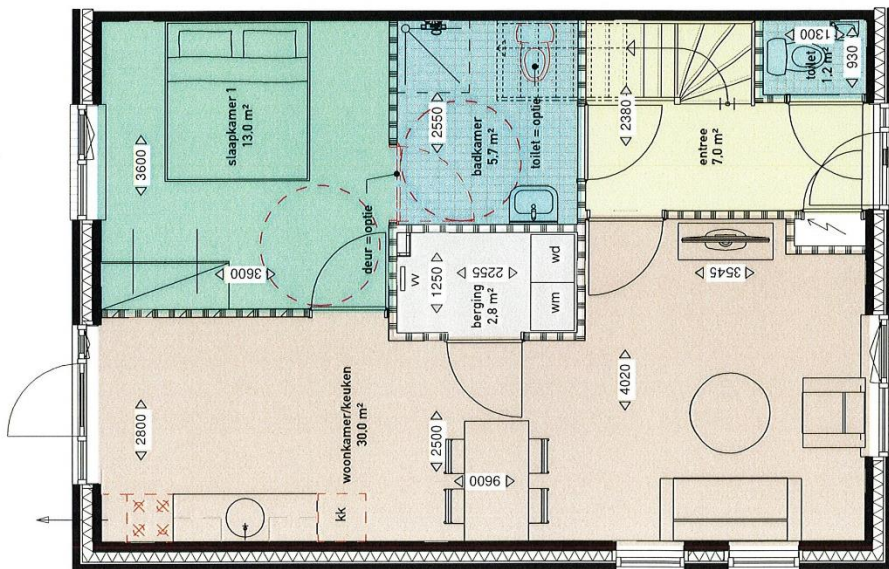 slaapkamer 1
13,0 m²
3600
3600
deur = optie
2550
badkamer
5.7 m²
toilet = optie
2380
entree
7,0 m²
1300
toilet
1.2 m²
930
vv
1250
2255
berging
2,8 m²
wm
wd
3545
4020
2800
woonkamer/keuken
30,0 m²
2500
9600
kk